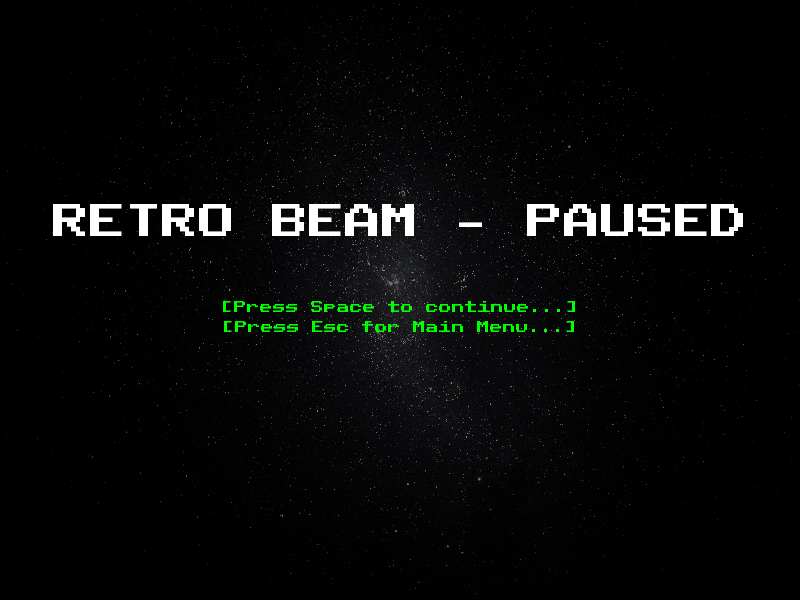 RETRO BEAM - PAUSED
[Press Space to continue...]
[Press Esc for Main Menu...]